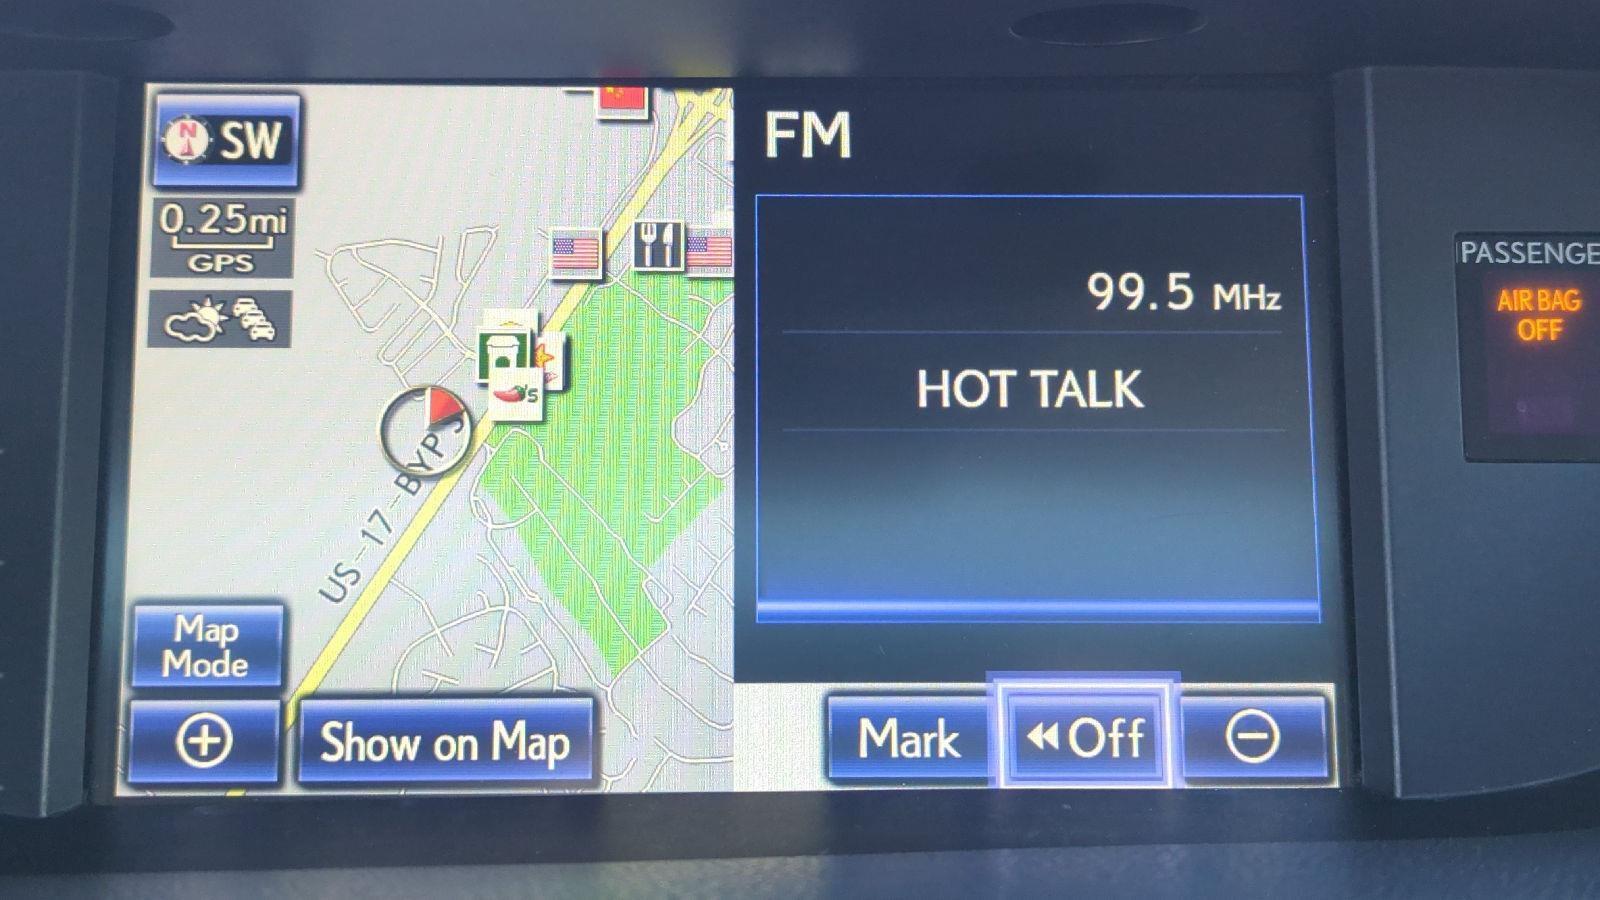 N SW
0.25mi
GPS
US-17-BYP
Map
Mode
Show on Map
FM
99.5 MHz
HOT TALK
Mark
Off
PASSENGE
AIR BAG
OFF